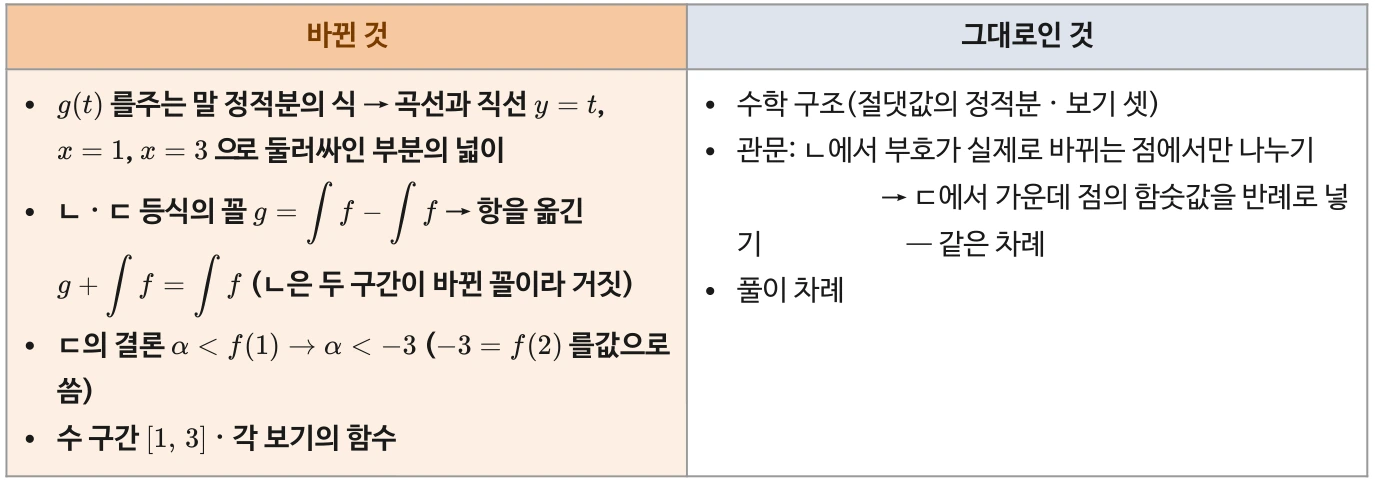 바뀐 것
• g(t) 를주는 말 정적분의 식 → 곡선과 직선 y = t,
x = 1, x = 3 으로 둘러싸인 부분의 넓이
• ㄴ · ㄷ 등식의 꼴 g = ∫ f − ∫ f → 항을 옮긴
g + ∫ f = ∫ f (ㄴ은 두 구간이 바뀐 꼴이라 거짓)
• ㄷ의 결론 α < f(1) → α < −3 (−3 = f(2) 를값으로
씀)
• 수 구간 [1, 3] · 각 보기의 함수
그대로인 것
• 수학 구조(절댓값의 정적분 · 보기 셋)
• 관문: ㄴ에서 부호가 실제로 바뀌는 점에서만 나누기
→ ㄷ에서 가운데 점의 함숫값을 반례로 넣
기 — 같은 차례
• 풀이 차례